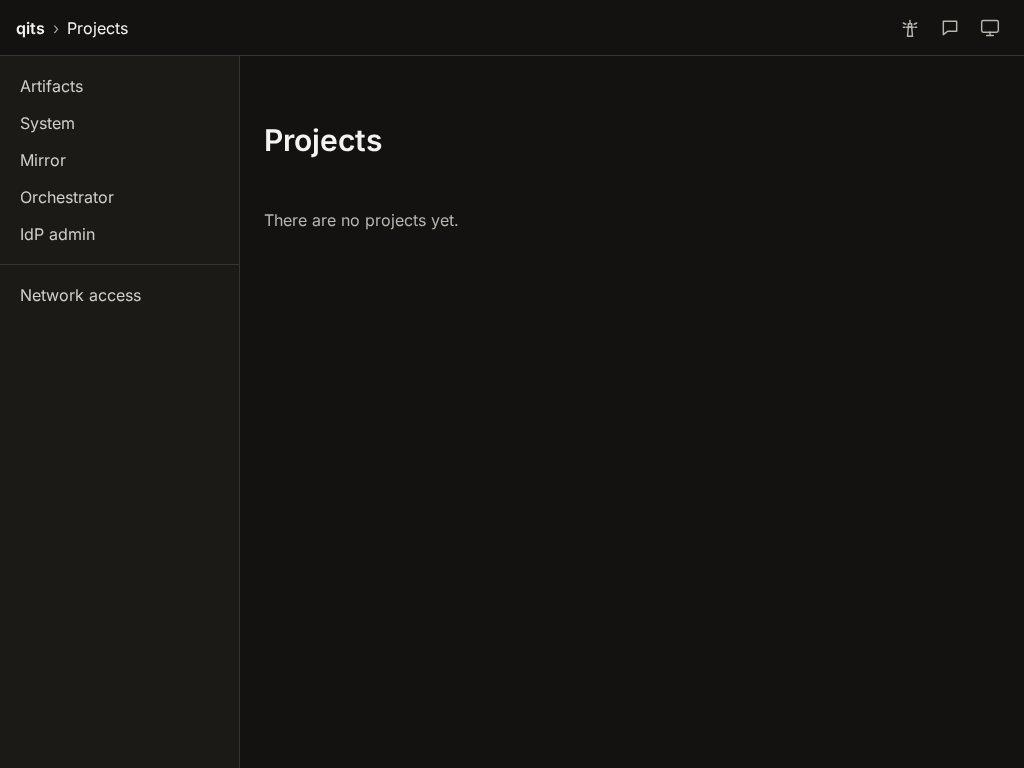 qits › Projects
Artifacts
System
Mirror
Orchestrator
IdP admin
Network access
Projects
There are no projects yet.